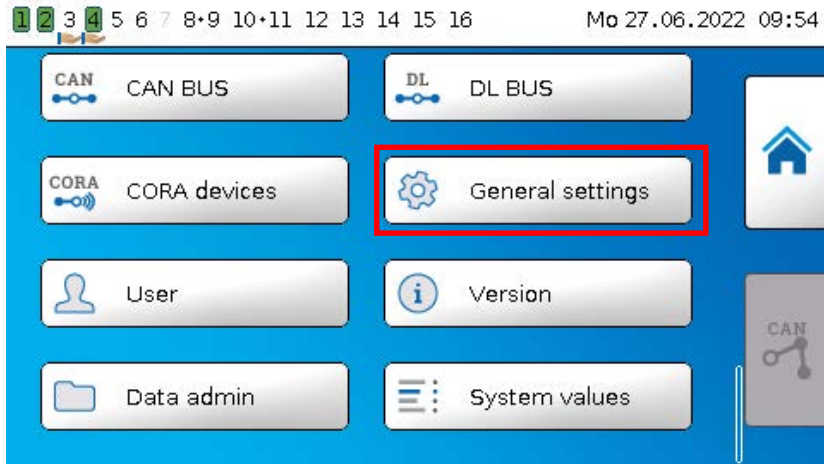 1 2 3 4 5 6 7 8+9 10+11 12 13 14 15 16 Mo 27.06.2022 09:54
CAN CAN BUS DL DL BUS
CORA CORA devices General settings
User i Version
CAN
Data admin System values